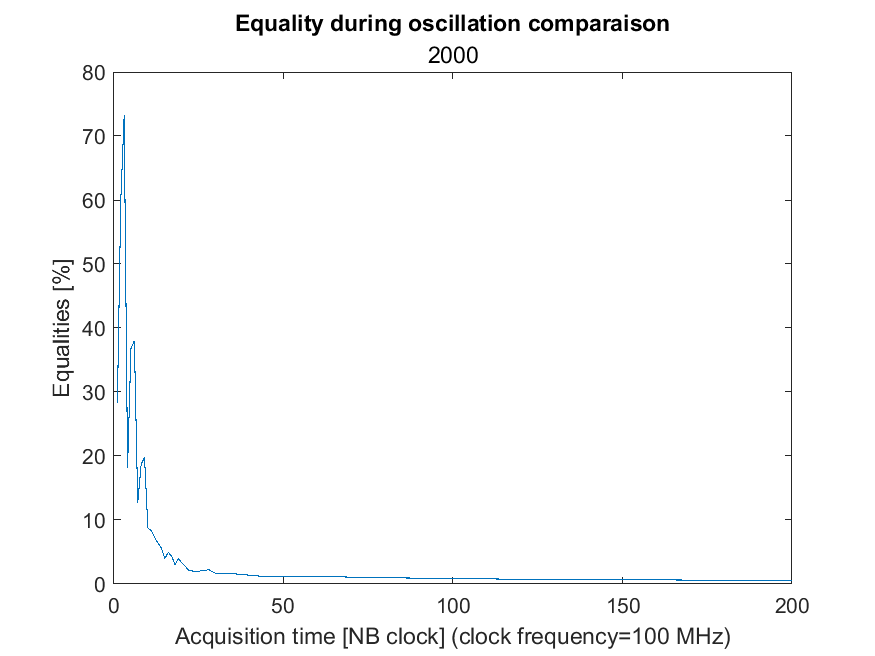 Equality during oscillation comparaison
2000
80
70
60
50
40
30
20
10
0
Equalities [%]
0 50 100 150 200
Acquisition time [NB clock] (clock frequency=100 MHz)